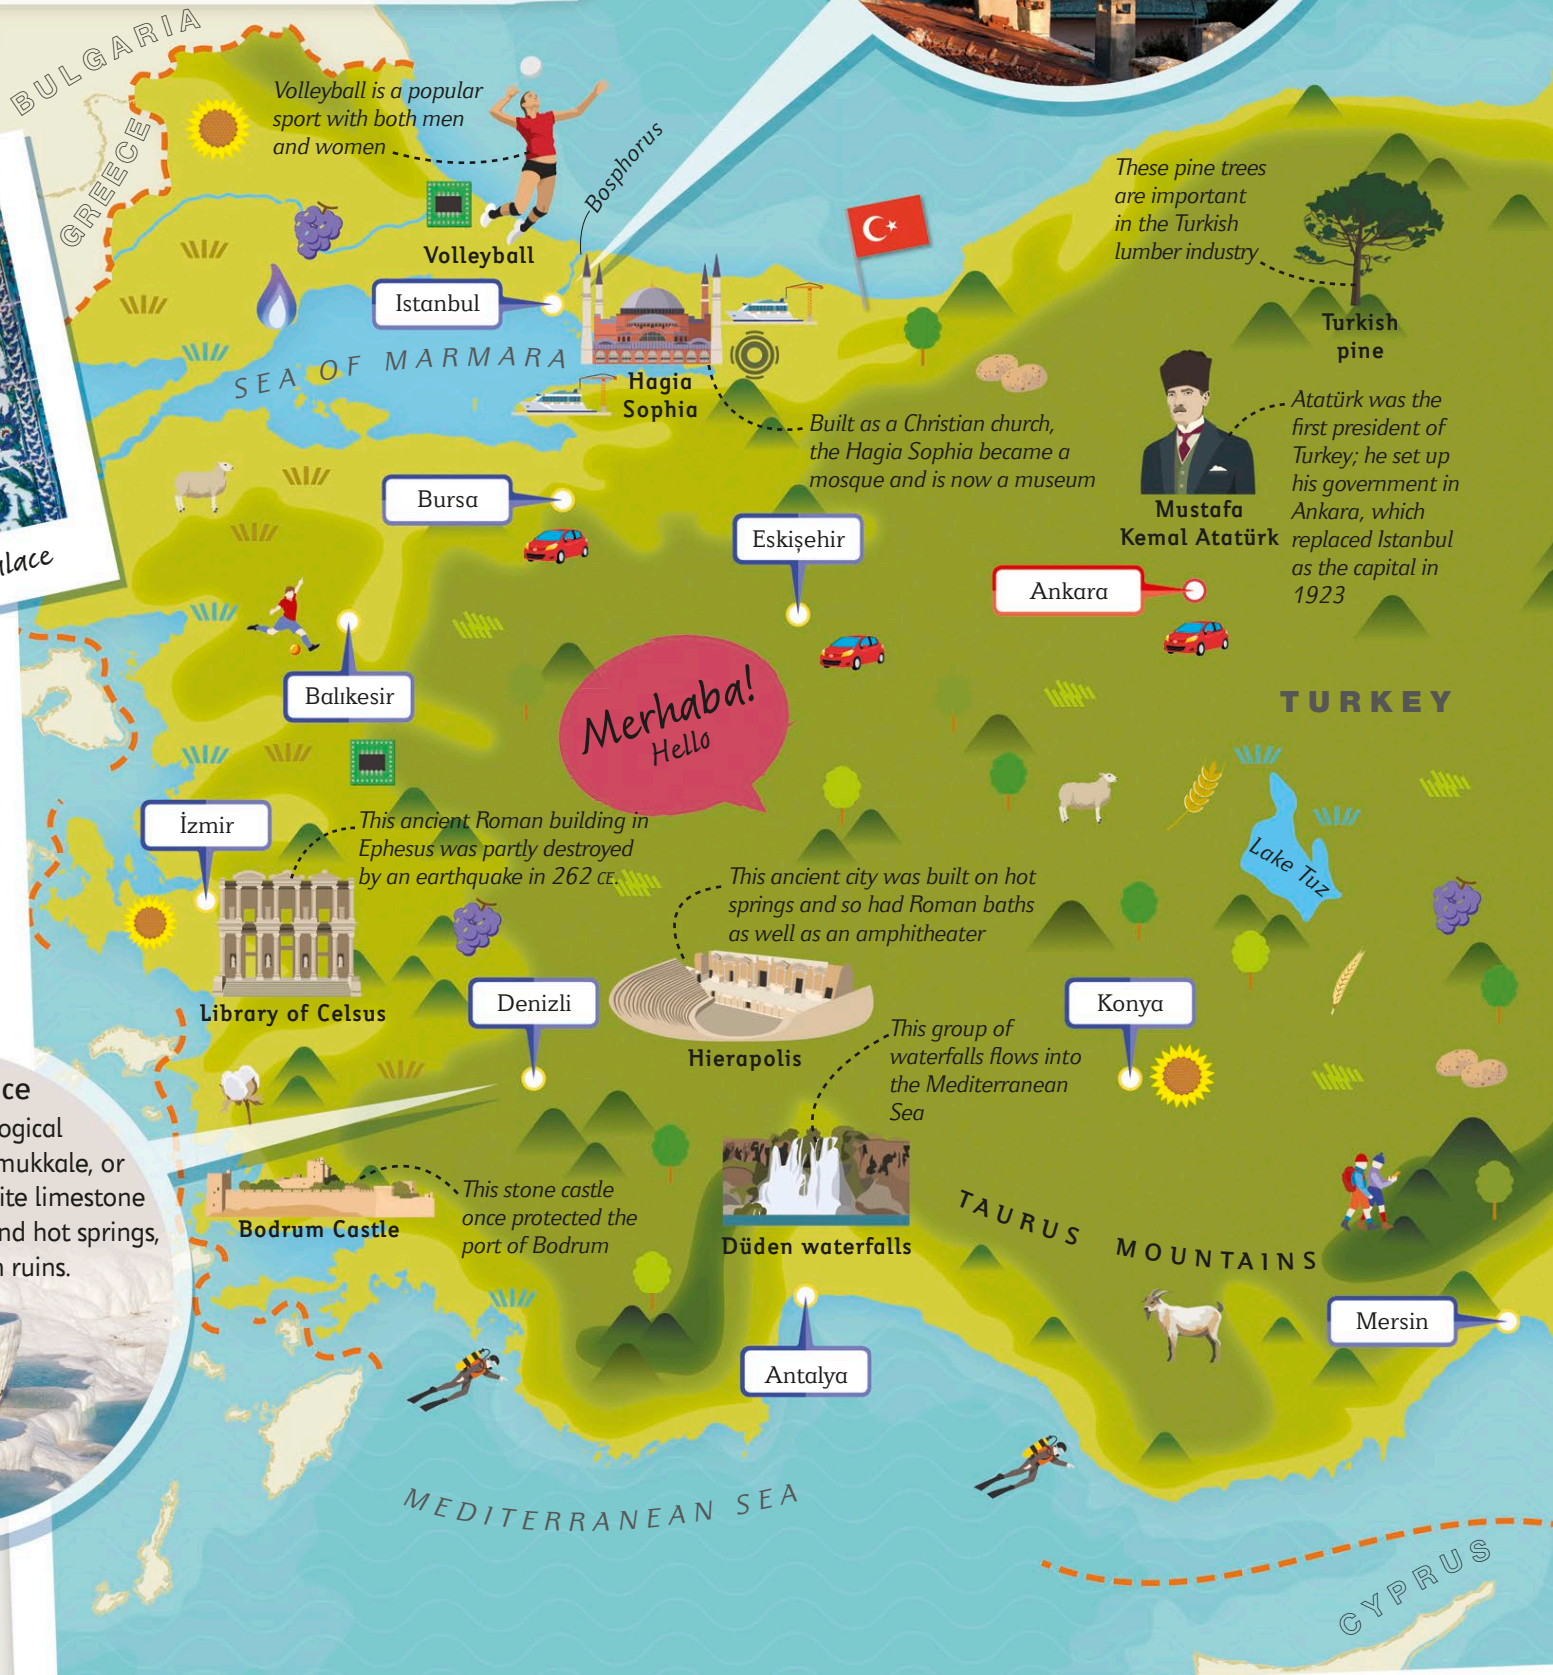 BULGARIA
GREECE
Volleyball is a popular
sport with both men
and women
Volleyball
Bosphorus
Istanbul
SEA OF MARMARA
Hagia
Sophia
Built as a Christian church,
the Hagia Sophia became a
mosque and is now a museum
These pine trees
are important
in the Turkish
lumber industry
Turkish
pine
Mustafa
Kemal Atatürk
Atatürk was the
first president of
Turkey; he set up
his government in
Ankara, which
replaced Istanbul
as the capital in
1923
Bursa
Eskişehir
Ankara
Balıkesir
Merhaba!
Hello
TURKEY
İzmir
This ancient Roman building in
Ephesus was partly destroyed
by an earthquake in 262 CE.
Library of Celsus
Lake Tuz
This ancient city was built on hot
springs and so had Roman baths
as well as an amphitheater
Hierapolis
Denizli
Konya
This group of
waterfalls flows into
the Mediterranean
Sea
Düden waterfalls
ce
ogical
mukkale, or
ite limestone
nd hot springs,
ruins.
Bodrum Castle
This stone castle
once protected the
port of Bodrum
TAURUS MOUNTAINS
Mersin
Antalya
MEDITERRANEAN SEA
CYPRUS